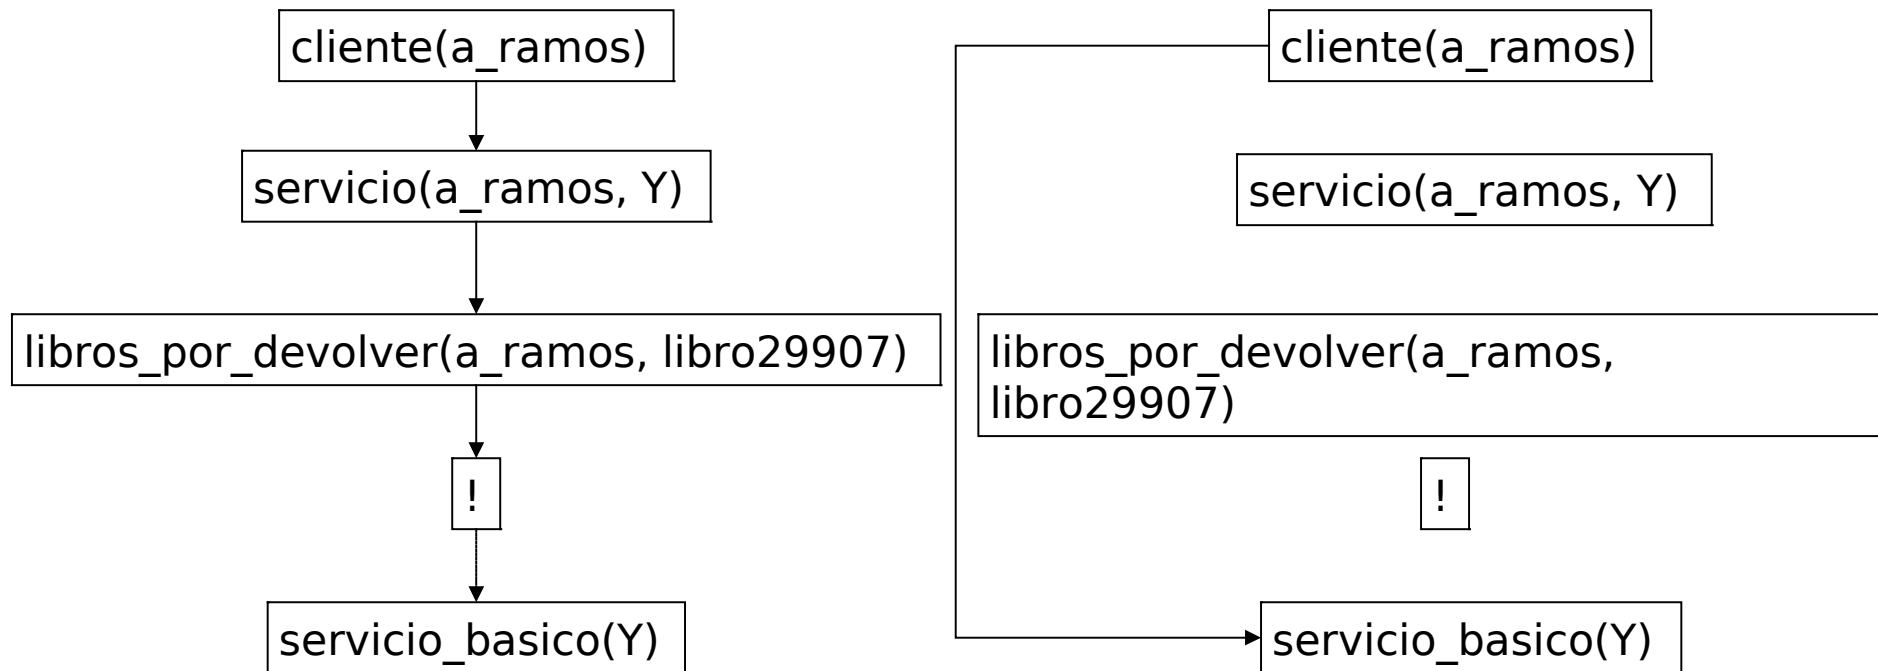 cliente(a_ramos)
servicio(a_ramos, Y)
libros_por_devolver(a_ramos, libro29907)
!
servicio_basico(Y)
cliente(a_ramos)
servicio(a_ramos, Y)
libros_por_devolver(a_ramos,
libro29907)
!
servicio_basico(Y)